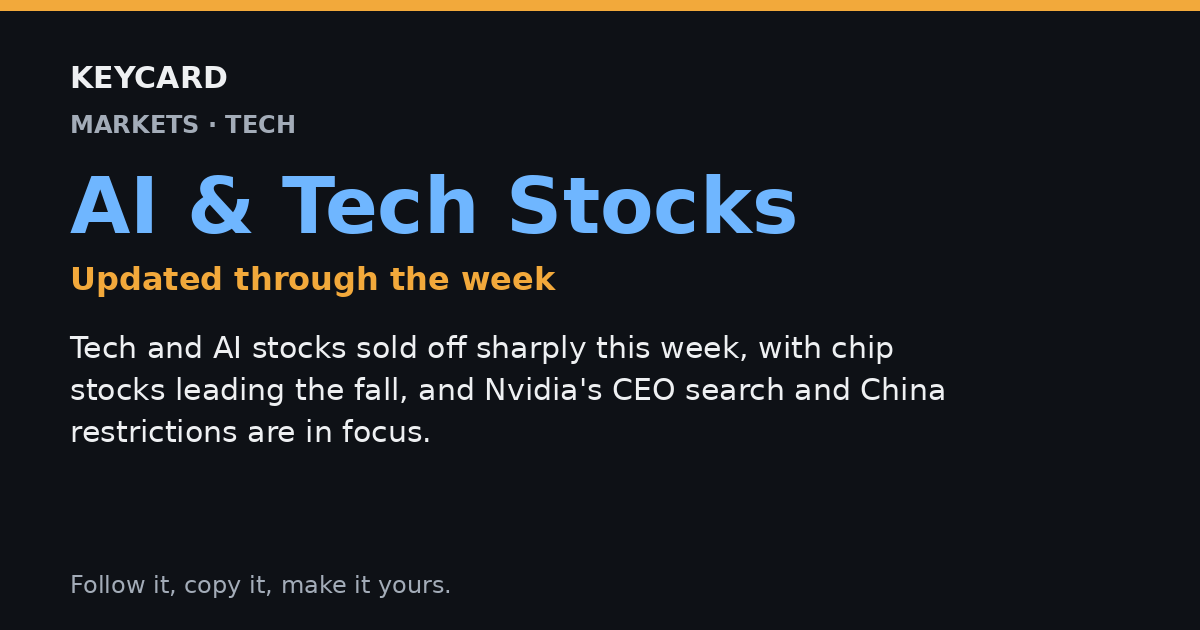 KEYCARD
MARKETS · TECH
AI & Tech Stocks
Updated through the week
Tech and AI stocks sold off sharply this week, with chip
stocks leading the fall, and Nvidia's CEO search and China
restrictions are in focus.
Follow it, copy it, make it yours.